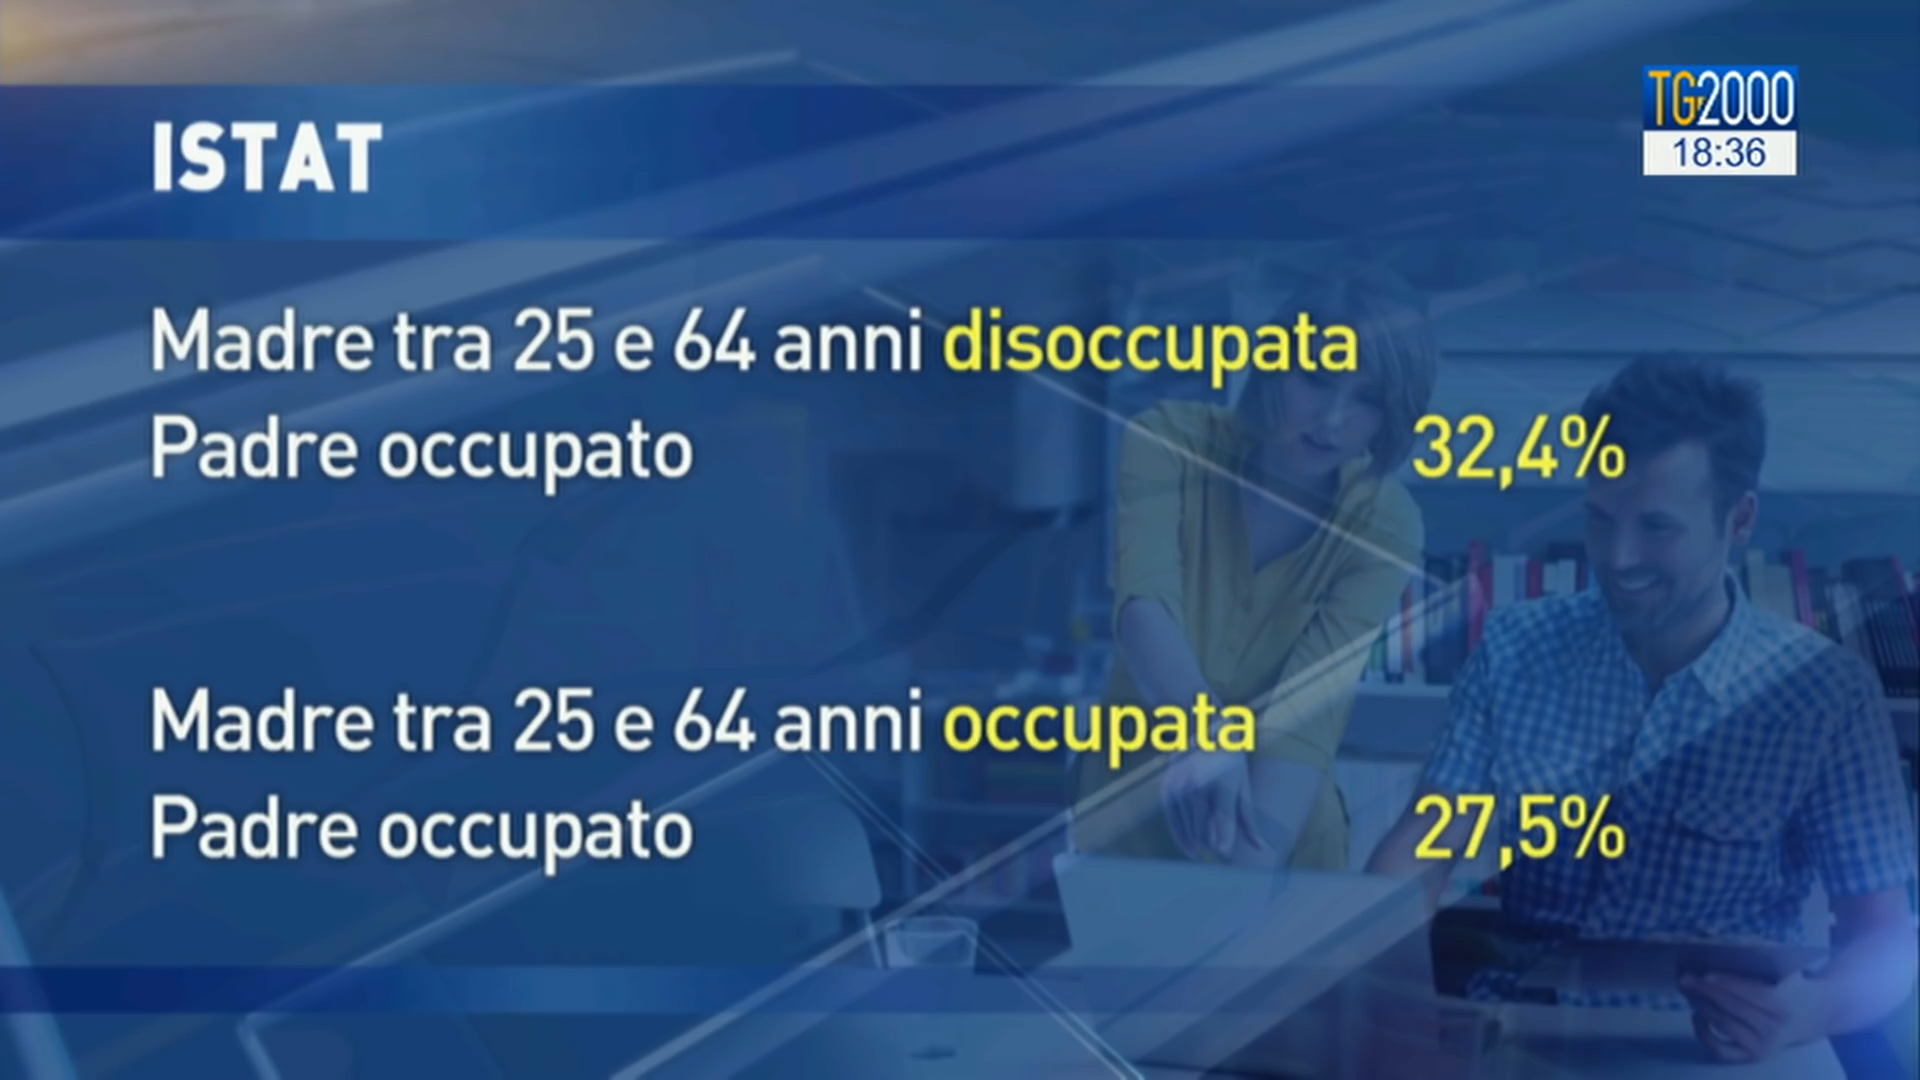 ISTAT
TG2000
18:36
Madre tra 25 e 64 anni disoccupata
Padre occupato 32,4%
Madre tra 25 e 64 anni occupata
Padre occupato 27,5%